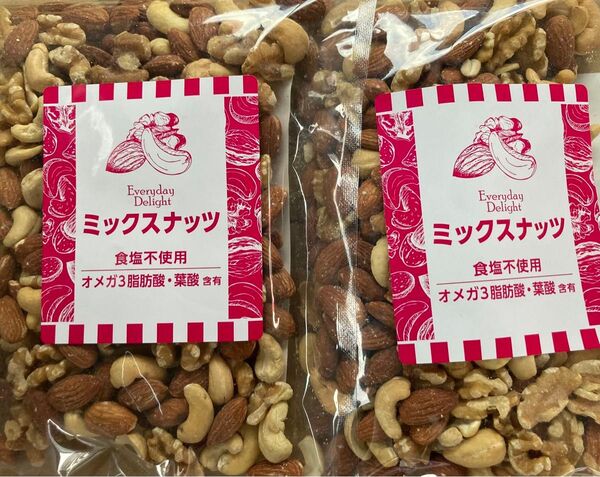 Everyday
Delight
ミックスナッツ
食塩不使用
オメガ3脂肪酸・葉酸 含有
Everyday
Delight
ミックスナッツ
食塩不使用
オメガ3脂肪酸・葉酸 含有